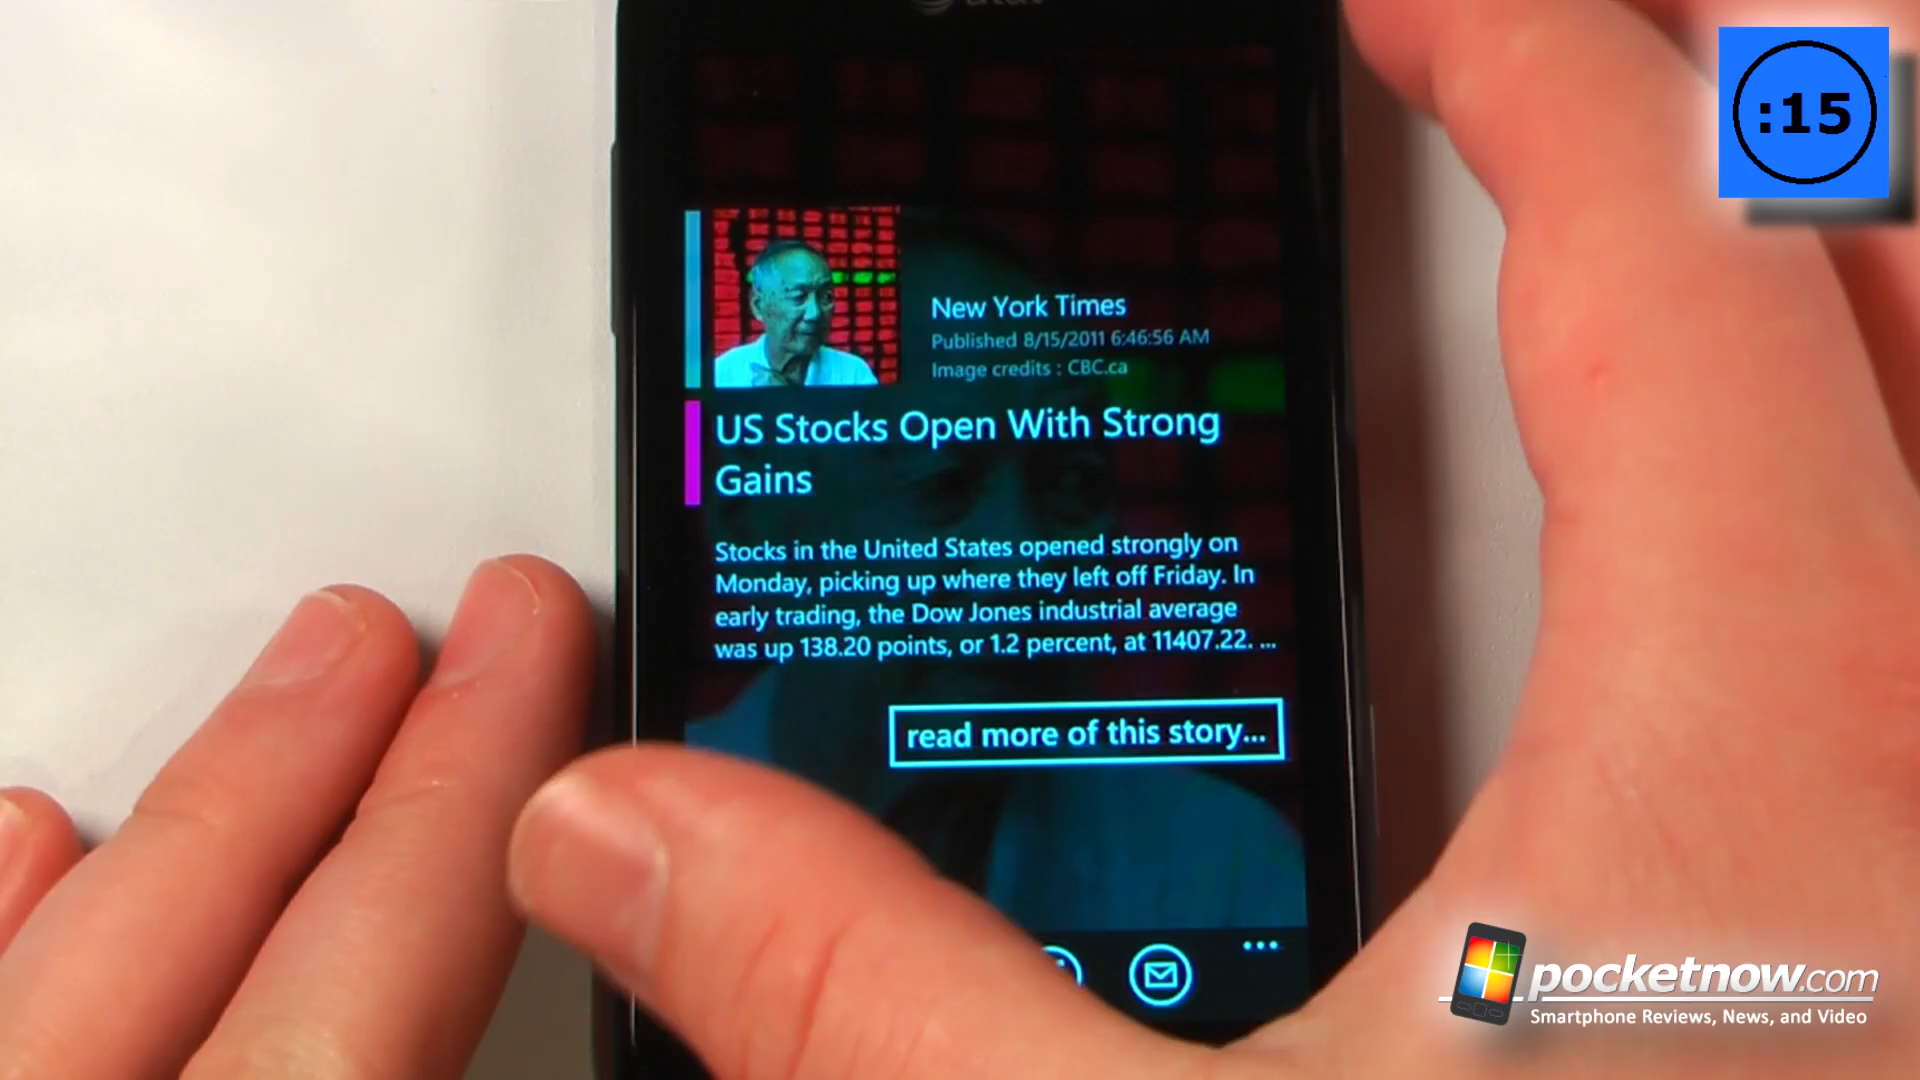 at&t
:15
New York Times
Published 8/15/2011 6:46:56 AM
Image credits : CBC.ca
US Stocks Open With Strong
Gains
Stocks in the United States opened strongly on
Monday, picking up where they left off Friday. In
early trading, the Dow Jones industrial average
was up 138.20 points, or 1.2 percent, at 11407.22. ...
read more of this story...
pocketnow.com
Smartphone Reviews, News, and Video